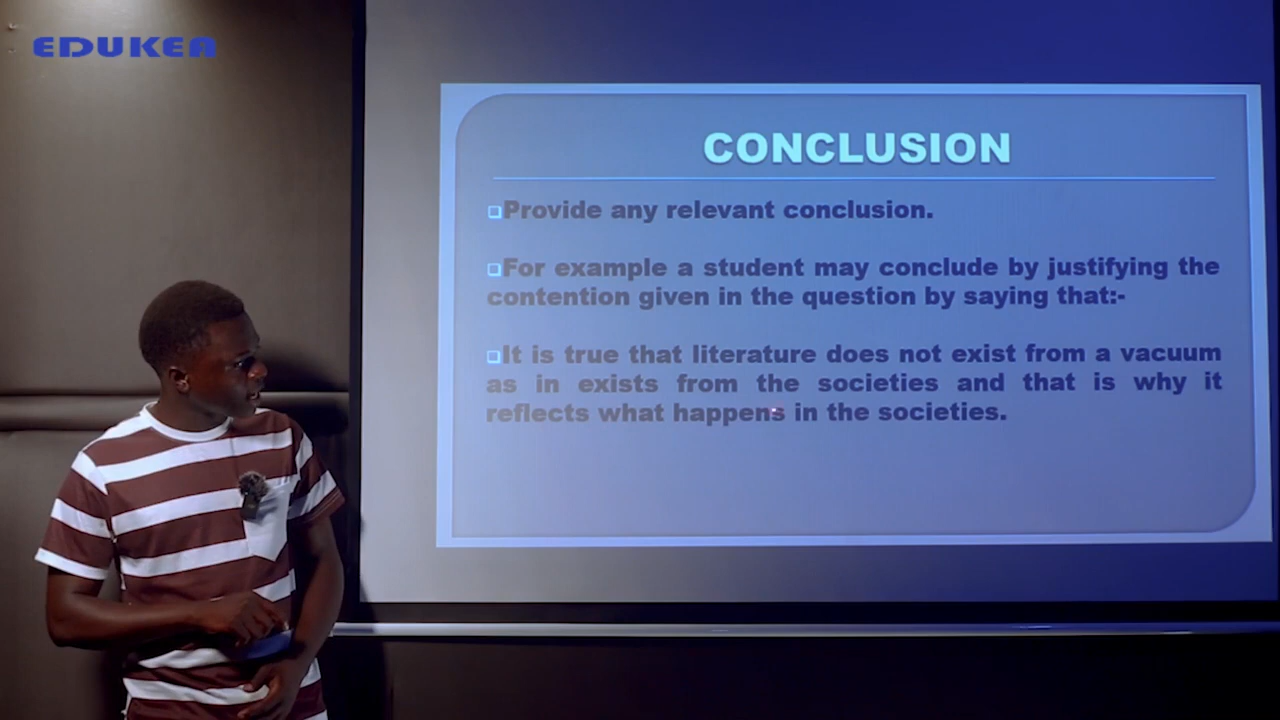 EDUKEA
CONCLUSION
❑Provide any relevant conclusion.
❑For example a student may conclude by justifying the
contention given in the question by saying that:-
❑It is true that literature does not exist from a vacuum
as in exists from the societies and that is why it
reflects what happens in the societies.